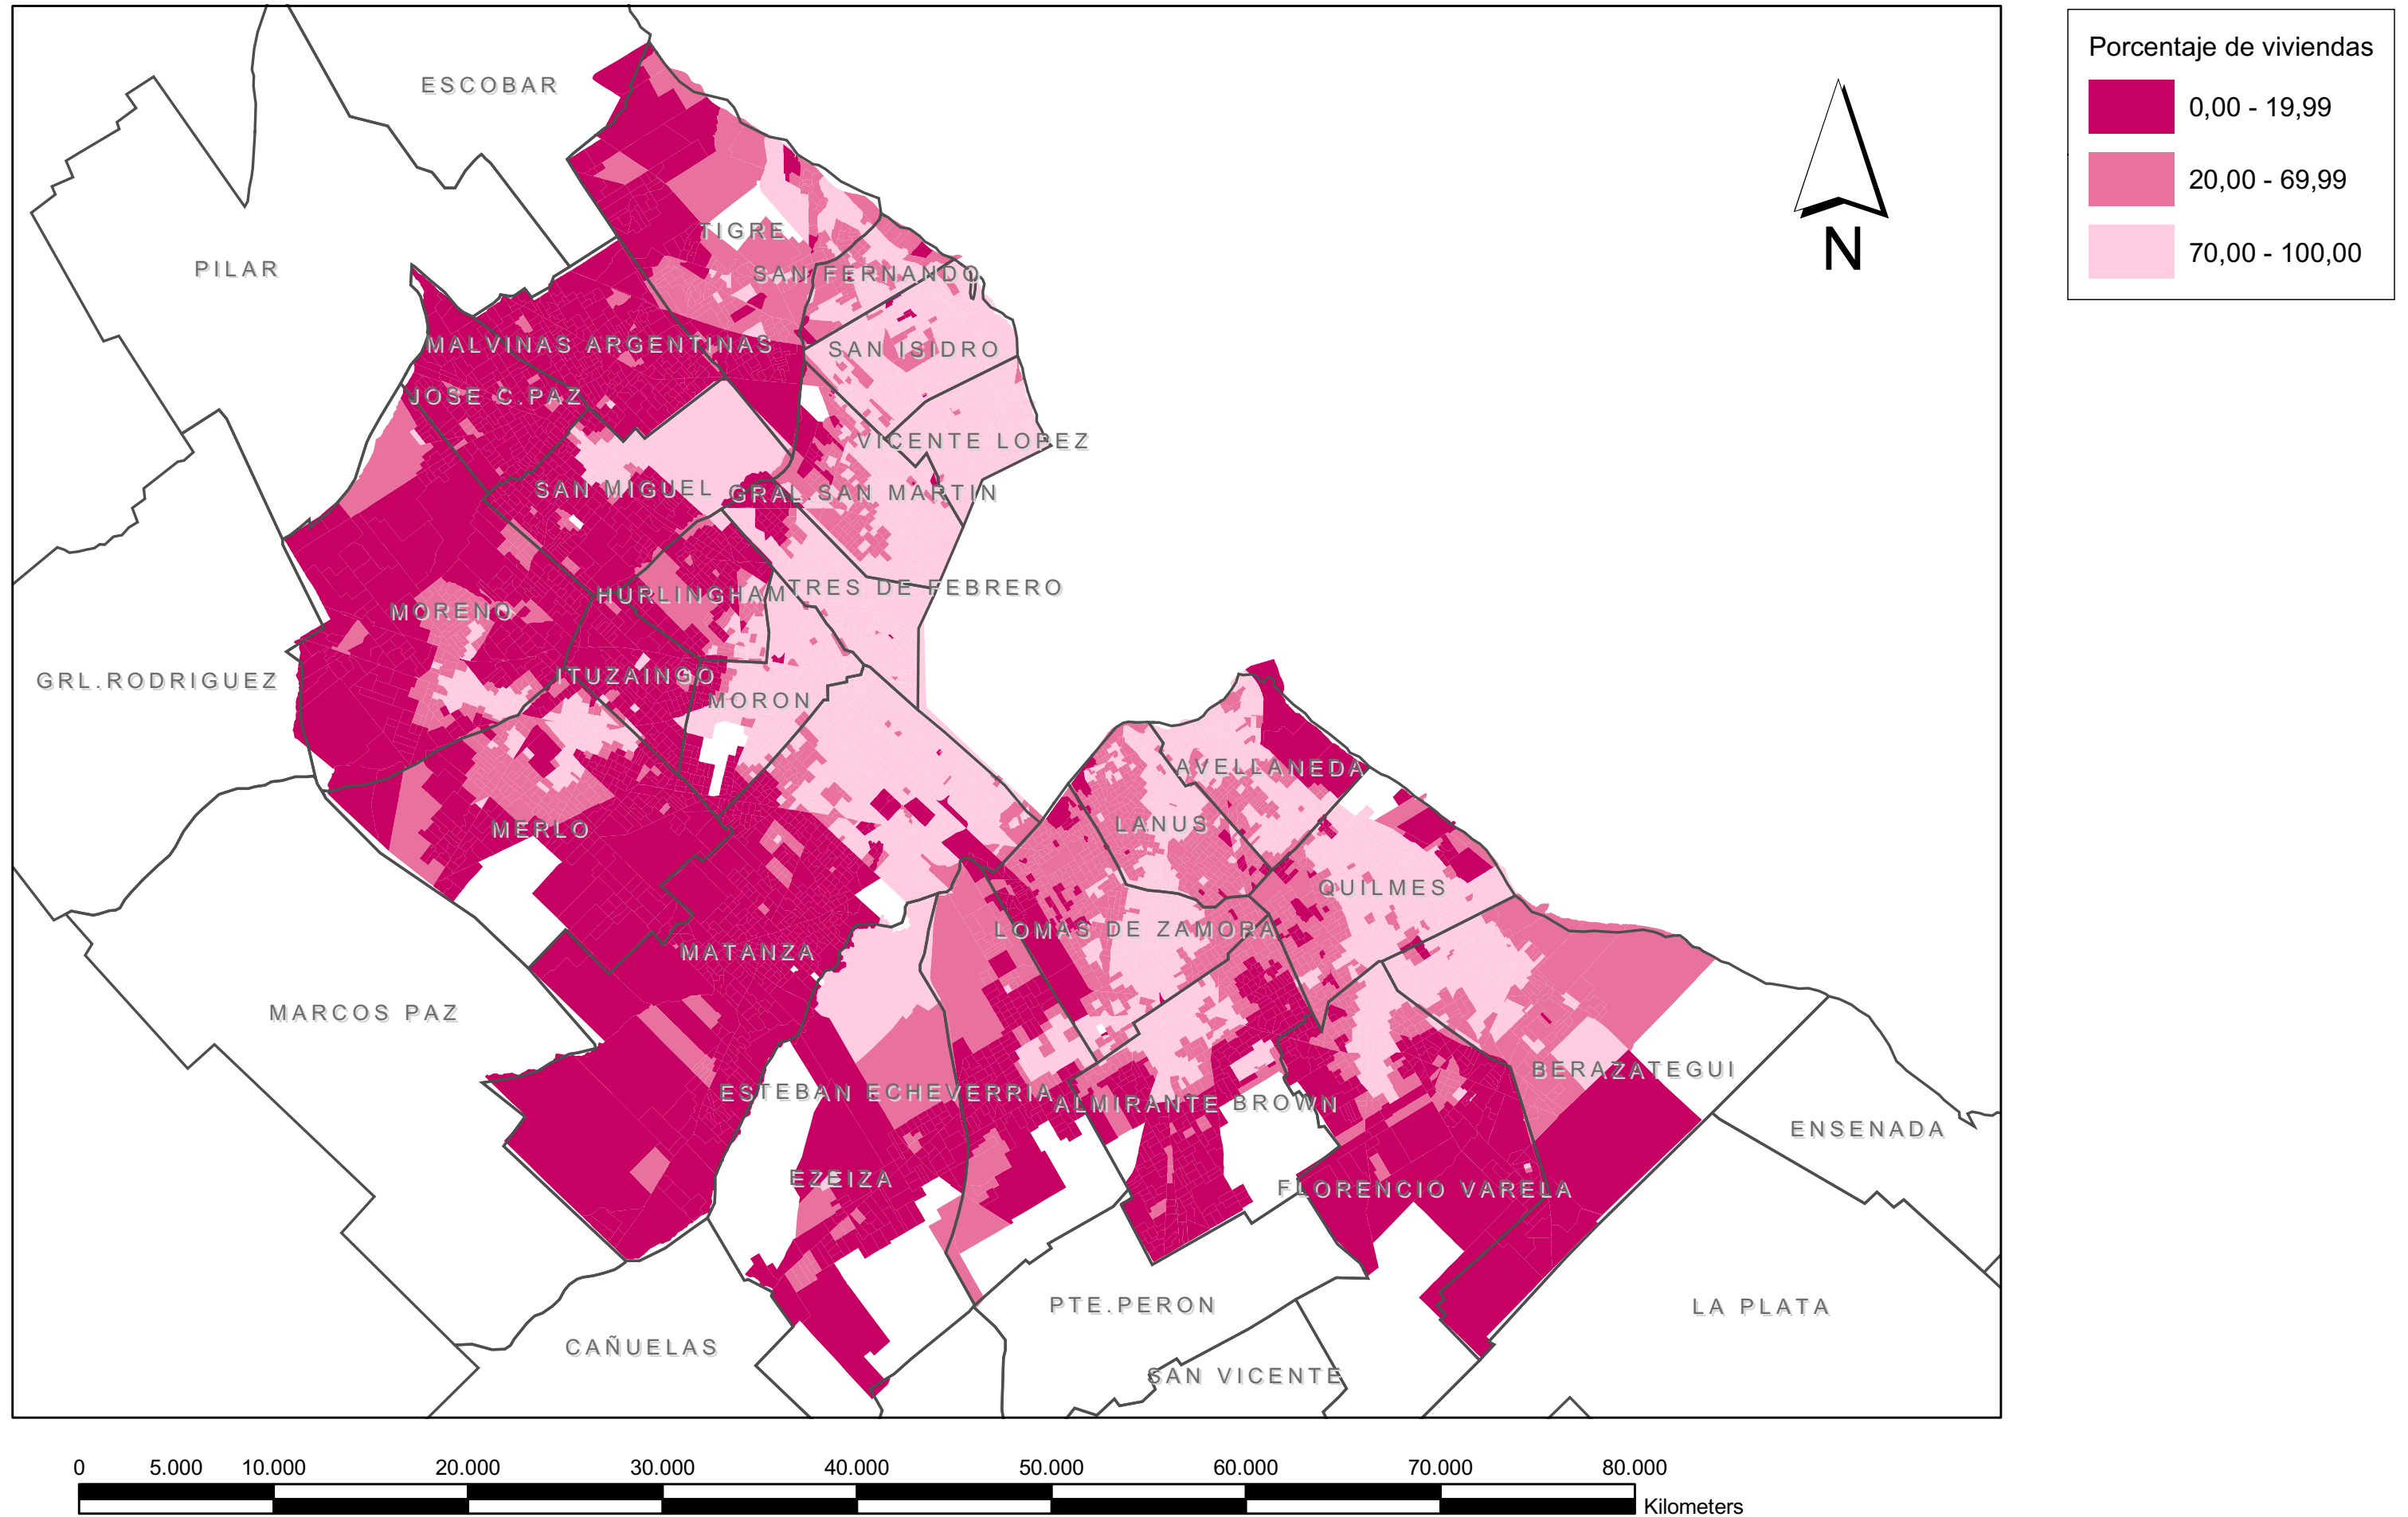 Porcentaje de viviendas
0,00 - 19,99
20,00 - 69,99
70,00 - 100,00
N
ESCOBAR
PILAR
TIGRE
SAN FERNANDO
MALVINAS ARGENTINAS
SAN ISIDRO
JOSE C.PAZ
VICENTE LOPEZ
SAN MIGUEL
GRAL.SAN MARTIN
HURLINGHAM
TRES DE FEBRERO
MORENO
GRL.RODRIGUEZ
ITUZAINGO
MORON
AVELLANEDA
MERLO
LANUS
QUILMES
LOMAS DE ZAMORA
MATANZA
MARCOS PAZ
BERAZATEGUI
ESTEBAN ECHEVERRIA
ALMIRANTE BROWN
ENSENADA
EZEIZA
FLORENCIO VARELA
PTE.PERON
LA PLATA
CAÑUELAS
SAN VICENTE
0 5.000 10.000 20.000 30.000 40.000 50.000 60.000 70.000 80.000
Kilometers